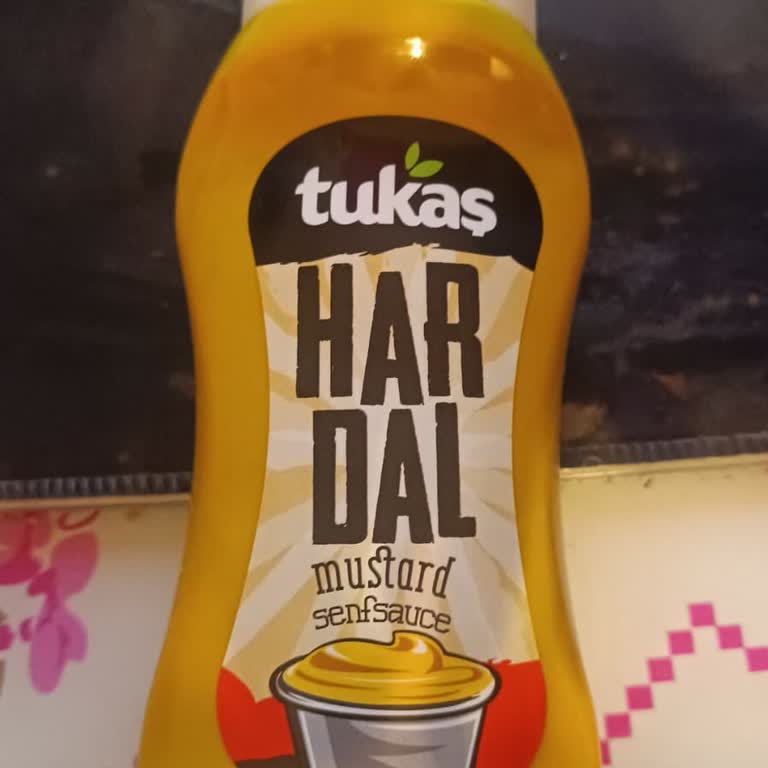 tukaş
HAR
DAL
mustard
senfsauce